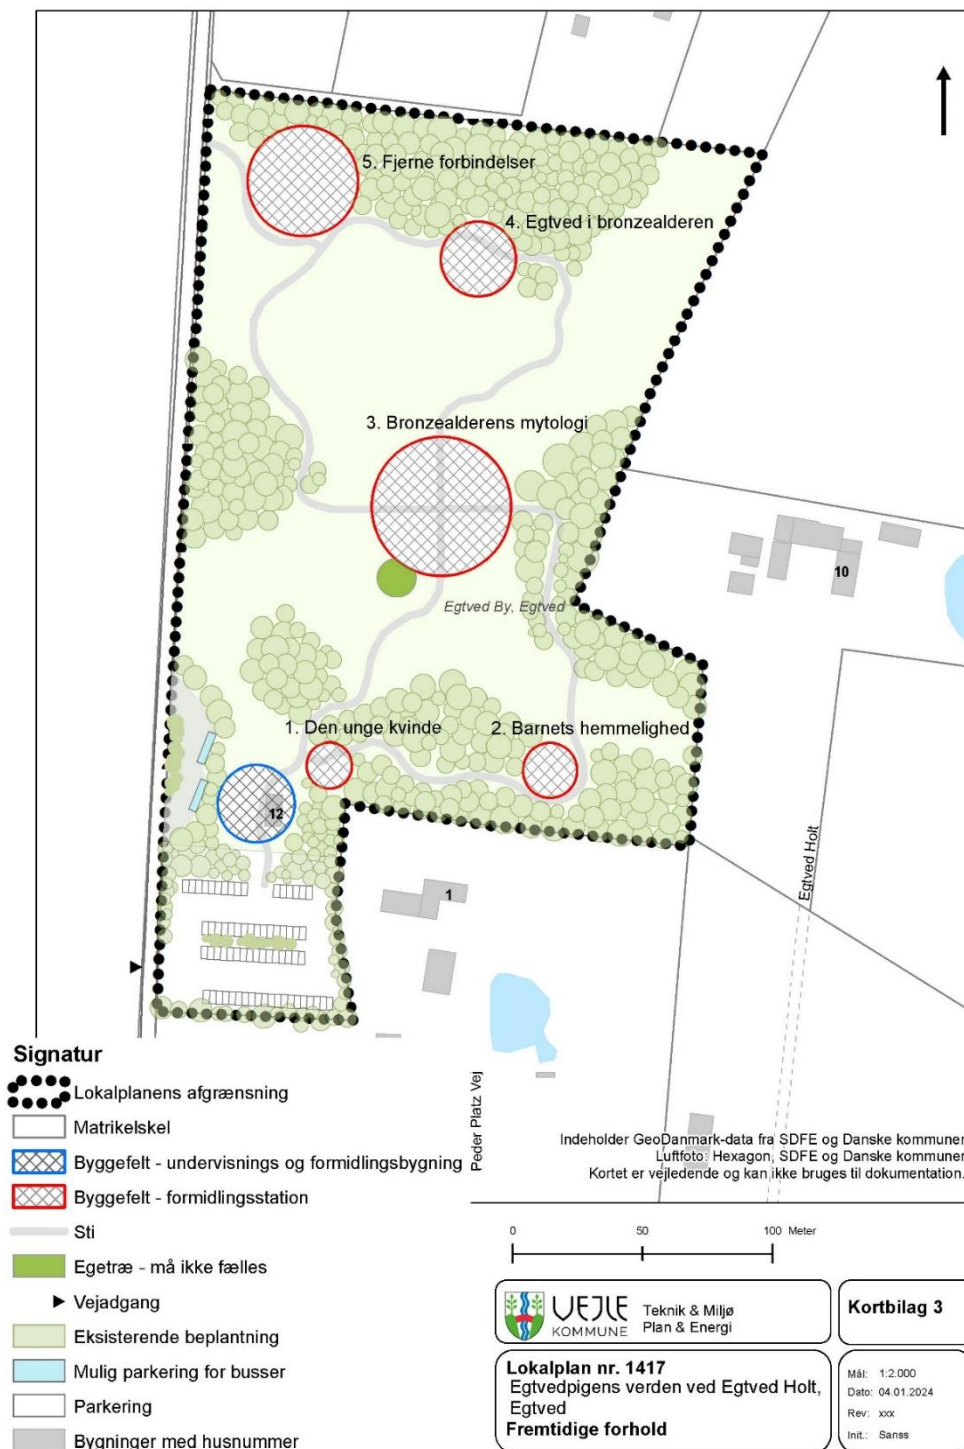 5. Fjerne forbindelser
4. Egtved i bronzealderen
3. Bronzealderens mytologi
10
Egtved By, Egtved
1. Den unge kvinde
2. Barnets hemmelighed
12
1
Egtved Holt
Peder Platz Vej
Signatur
Lokalplanens afgrænsning
Matrikelskel
Byggefelt - undervisnings og formidlingsbygning
Byggefelt - formidlingsstation
Sti
Egetræ - må ikke fælles
Vejadgang
Eksisterende beplantning
Mulig parkering for busser
Parkering
Bygninger med husnummer
Indeholder GeoDanmark-data fra SDFE og Danske kommuner
Luftfoto: Hexagon, SDFE og Danske kommuner
Kortet er vejledende og kan ikke bruges til dokumentation.
0 50 100 Meter
VEJLE
KOMMUNE
Teknik & Miljø
Plan & Energi
Kortbilag 3
Lokalplan nr. 1417
Egtvedpigens verden ved Egtved Holt,
Egtved
Fremtidige forhold
Mål: 1:2.000
Dato: 04.01.2024
Rev: xxx
Init.: Sanss